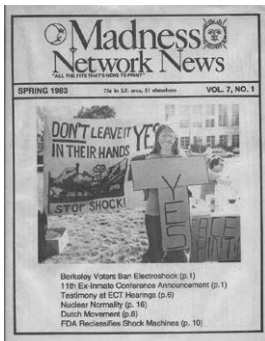 Madness
Network News
"ALL THE FITS THAT'S NEWS TO PRINT"
SPRING 1983
75¢ in S.F. area, $1 elsewhere
VOL. 7, NO. 1
DON'T LEAVE IT
IN THEIR HANDS
STOP SHOCK!
YES
YES
Berkeley Voters Ban Electroshock (p.1)
11th Ex-Inmate Conference Announcement (p.1)
Testimony at ECT Hearings (p.6)
Nuclear Normality (p. 16)
Dutch Movement (p.8)
FDA Reclassifies Shock Machines (p. 10)